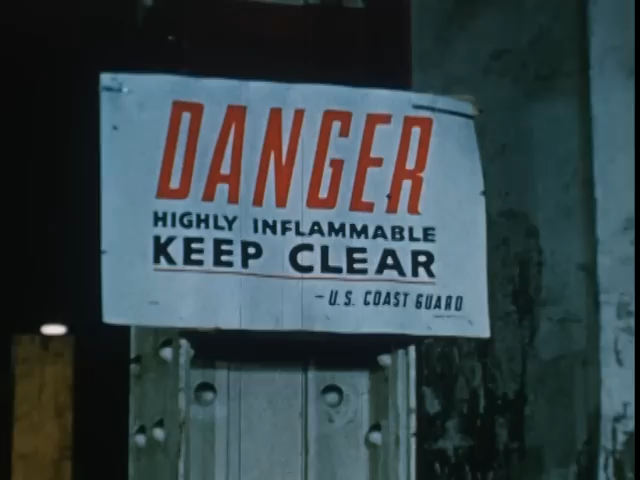 DANGER
HIGHLY INFLAMMABLE
KEEP CLEAR
– U.S. COAST GUARD